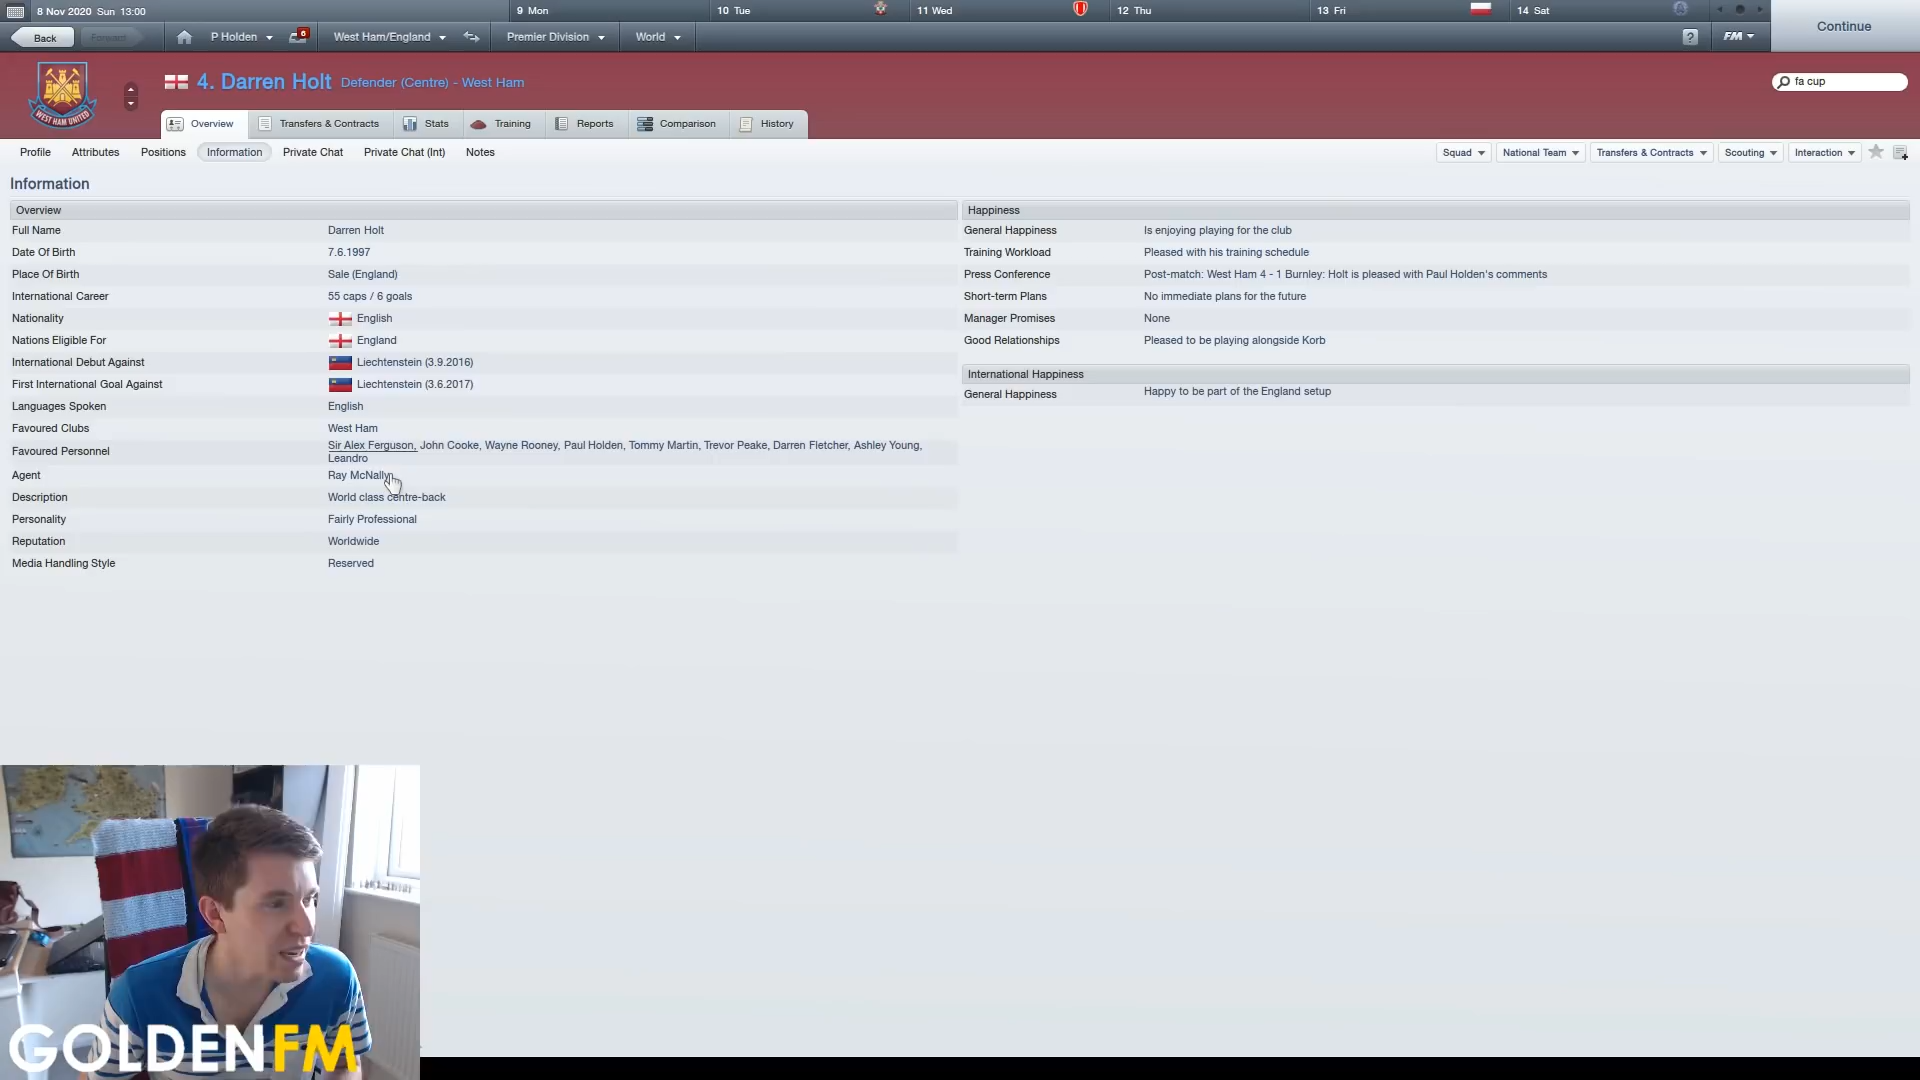 8 Nov 2020 Sun 13:00
9 Mon
10 Tue
11 Wed
12 Thu
13 Fri
14 Sat
Continue
Back
Forward
P Holden
6
West Ham/England
Premier Division
World
?
FM
WEST HAM UNITED
4. Darren Holt Defender (Centre) - West Ham
fa cup
Overview
Transfers & Contracts
Stats
Training
Reports
Comparison
History
Profile
Attributes
Positions
Information
Private Chat
Private Chat (Int)
Notes
Squad
National Team
Transfers & Contracts
Scouting
Interaction
Information
Overview
Full Name Darren Holt
Date Of Birth 7.6.1997
Place Of Birth Sale (England)
International Career 55 caps / 6 goals
Nationality English
Nations Eligible For England
International Debut Against Liechtenstein (3.9.2016)
First International Goal Against Liechtenstein (3.6.2017)
Languages Spoken English
Favoured Clubs West Ham
Favoured Personnel Sir Alex Ferguson, John Cooke, Wayne Rooney, Paul Holden, Tommy Martin, Trevor Peake, Darren Fletcher, Ashley Young,
Leandro
Agent Ray McNally
Description World class centre-back
Personality Fairly Professional
Reputation Worldwide
Media Handling Style Reserved
Happiness
General Happiness Is enjoying playing for the club
Training Workload Pleased with his training schedule
Press Conference Post-match: West Ham 4 - 1 Burnley: Holt is pleased with Paul Holden's comments
Short-term Plans No immediate plans for the future
Manager Promises None
Good Relationships Pleased to be playing alongside Korb
International Happiness
General Happiness Happy to be part of the England setup
GOLDENFM